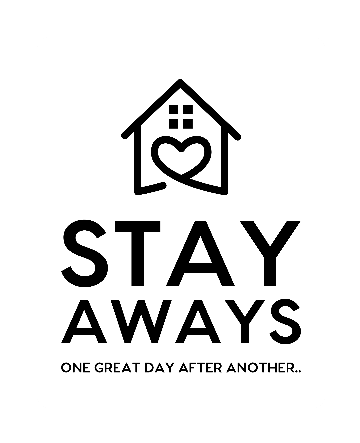 STAY
AWAYS
ONE GREAT DAY AFTER ANOTHER..